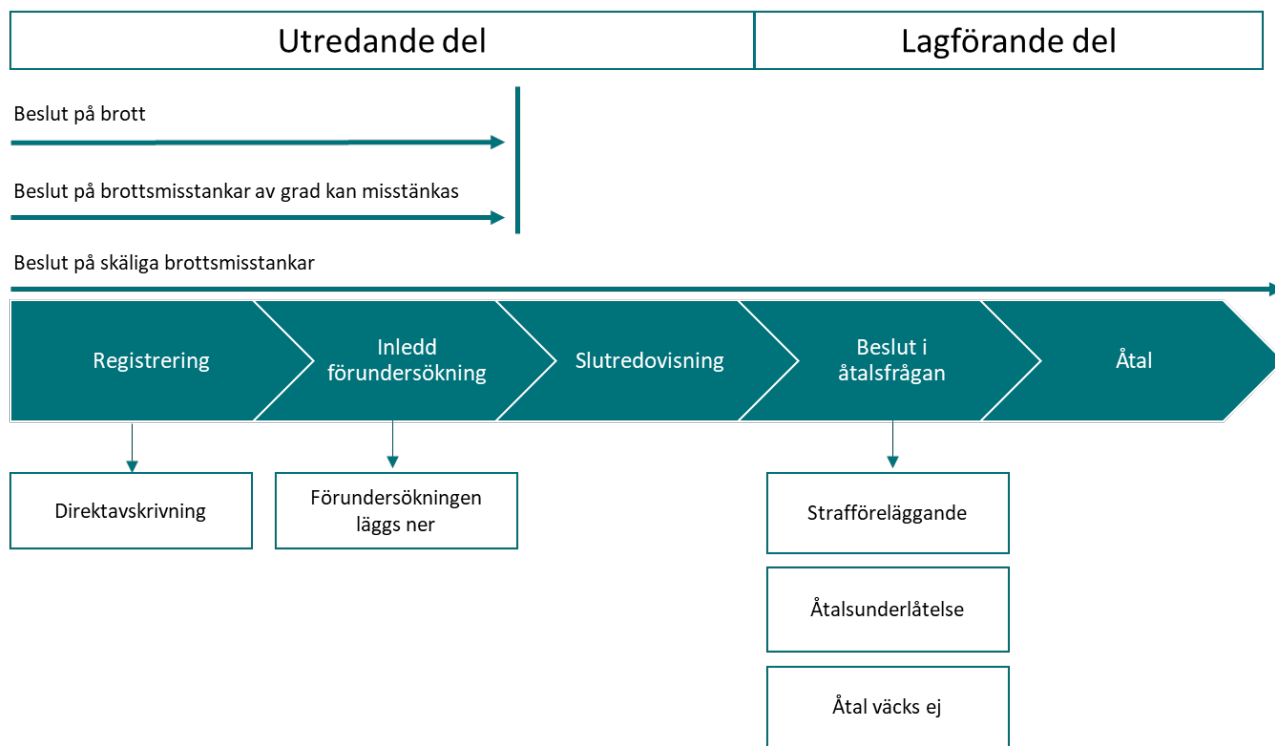 Utredande del
Lagförande del
Beslut på brott
Beslut på brottsmisstankar av grad kan misstänkas
Beslut på skäliga brottsmisstankar
Registrering
Inledd
förundersökning
Slutredovisning
Beslut i
åtalsfrågan
Åtal
Direktavskrivning
Förundersökningen
läggs ner
Strafföreläggande
Åtalsunderlåtelse
Åtal väcks ej